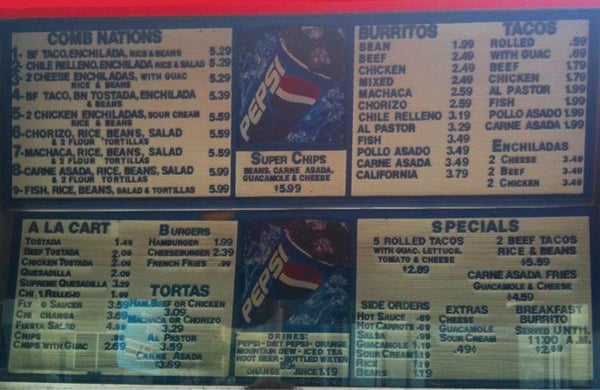 COMB NATIONS
1- BF TACO, ENCHILADA, RICE & BEANS 5.29
2- CHILE RELLENO, ENCHILADA RICE & SALAD 5.29
3- 2 CHEESE ENCHILADAS, WITH GUAC 5.29
RICE & BEANS
4- BF TACO, BN TOSTADA, ENCHILADA 5.39
& BEANS
5- 2 CHICKEN ENCHILADAS, SOUR CREAM 5.59
RICE & BEANS
6- CHORIZO, RICE, BEANS, SALAD 5.59
& 2 FLOUR TORTILLAS
7- MACHACA, RICE, BEANS, SALAD 5.59
& 2 FLOUR TORTILLAS
8- CARNE ASADA, RICE, BEANS, SALAD 5.99
& 2 FLOUR TORTILLAS
9- FISH, RICE, BEANS, SALAD & TORTILLAS 5.99
PEPSI
SUPER CHIPS
BEANS, CARNE ASADA,
GUACAMOLE & CHEESE
$5.99
BURRITOS
BEAN 1.99
BEEF 2.49
CHICKEN 2.49
MIXED 2.49
MACHACA 2.59
CHORIZO 2.59
CHILE RELLENO 3.19
AL PASTOR 3.29
FISH 3.49
POLLO ASADO 3.49
CARNE ASADA 3.49
CALIFORNIA 3.79
TACOS
ROLLED .59
WITH GUAC .69
BEEF 1.79
CHICKEN 1.79
AL PASTOR 1.99
FISH 1.99
POLLO ASADO 1.99
CARNE ASADA 1.99
ENCHILADAS
2 CHEESE 3.49
2 BEEF 3.49
2 CHICKEN 3.49
A LA CART
TOSTADA 1.49
BEEF TOSTADA 2.09
CHICKEN TOSTADA 2.09
QUESADILLA 2.09
SUPREME QUESADILLA 3.29
RELLENO 1.99
SAUCER 3.59
CHANGA 3.69
FIESTA SALAD
CHIPS .99
CHIPS WITH GUAC 2.69
BURGERS
HAMBURGER 1.99
CHEESEBURGER 2.39
FRENCH FRIES .99
TORTAS
HAM, BEEF OR CHICKEN
3.09
MACHACA OR CHORIZO
3.29
AL PASTOR
3.59
CARNE ASADA
$3.69
PEPSI
DRINKS:
PEPSI - DIET PEPSI - ORANGE
MOUNTAIN DEW - ICED TEA
ROOT BEER - BOTTLED WATER
89¢
ORANGE JUICE 1.19
SPECIALS
5 ROLLED TACOS
WITH GUAC, LETTUCE,
TOMATO & CHEESE
$2.89
2 BEEF TACOS
RICE & BEANS
$5.59
CARNE ASADA FRIES
GUACAMOLE & CHEESE
$4.59
SIDE ORDERS
HOT SAUCE .69
HOT CARROTS .69
SALSA .69
GUACAMOLE 1.19
SOUR CREAM 1.19
RICE 1.19
BEANS 1.19
EXTRAS
CHEESE
GUACAMOLE
SOUR CREAM
.49¢
BREAKFAST
BURRITO
SERVED UNTIL
11:00 A.M.
$2.69